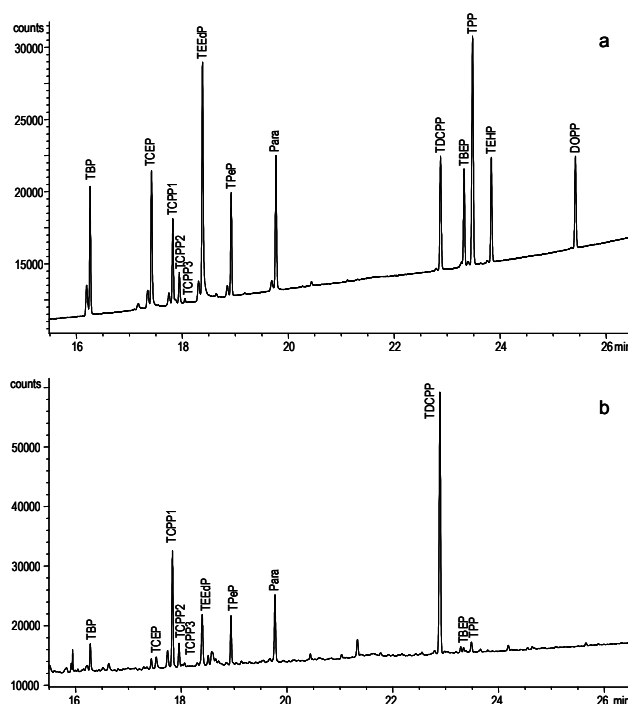 counts
a
30000
25000
20000
15000
TBP
TCEP
TCPP1
TCPP2
TCPP3
TEEdP
TPeP
Para
TDCPP
TBEP
TPP
TEHP
DOPP
16
18
20
22
24
26 min
counts
b
50000
40000
30000
20000
10000
TBP
TCEP
TCPP1
TCPP2
TCPP3
TEEdP
TPeP
Para
TDCPP
TBEP
TPP
16
18
20
22
24
26 min